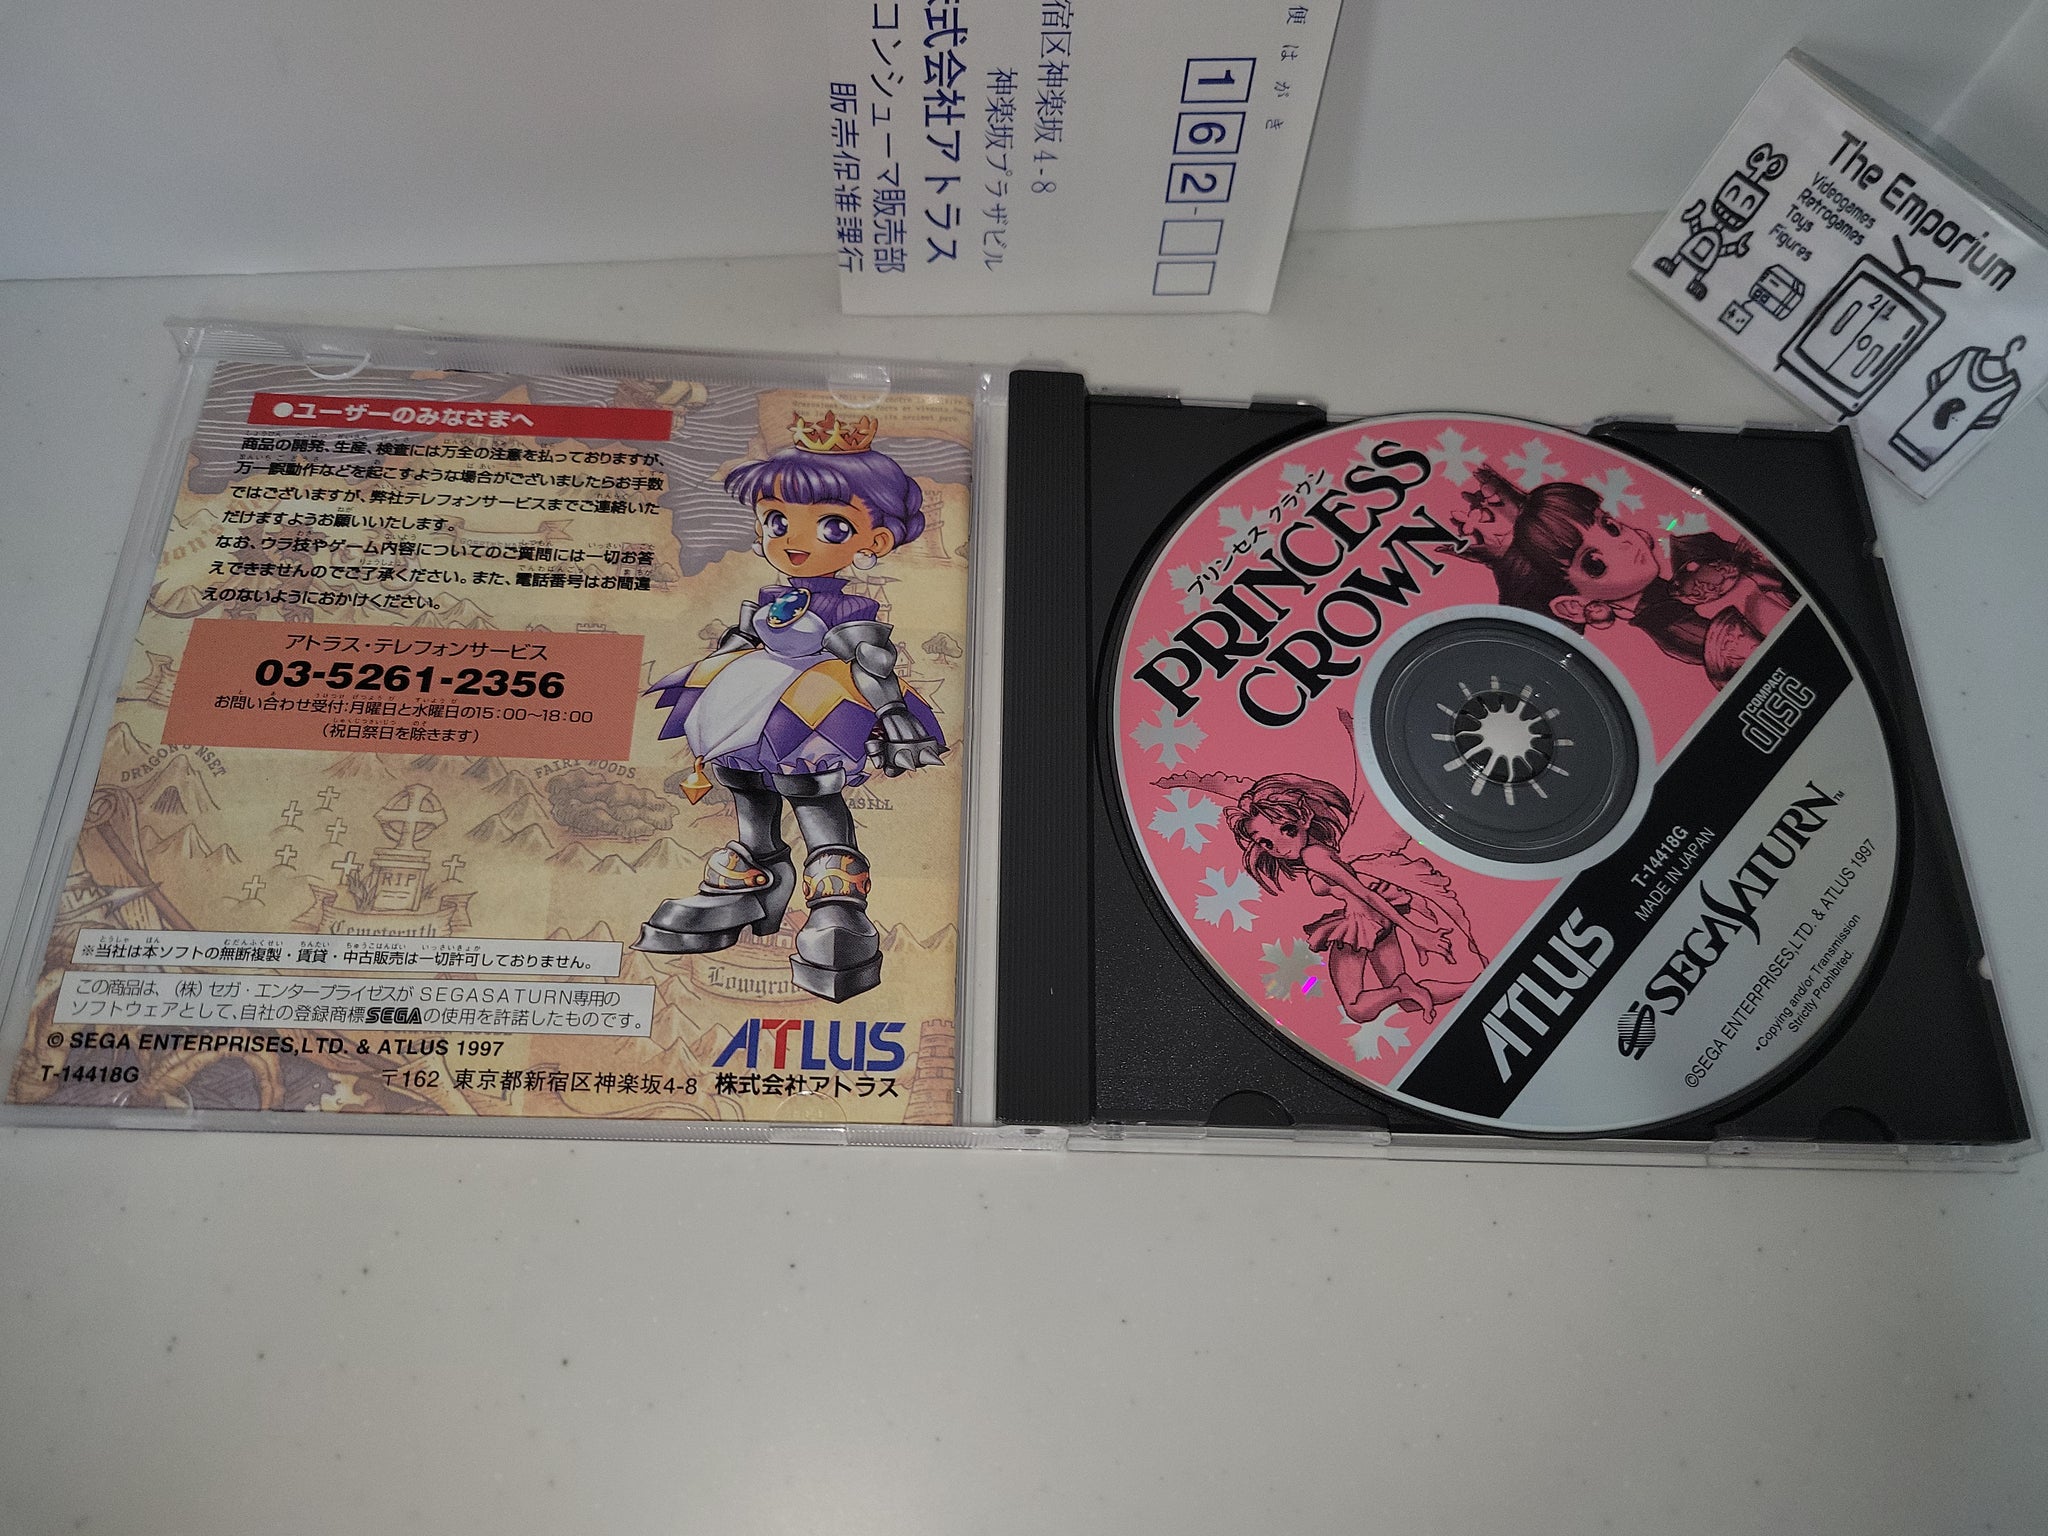 便はがき
162-
宿区神楽坂4-8
神楽坂プラザビル
式会社アトラス
コンシューマ販売部
販売促進課行
The Emporium
Videogames
Retrogames
Toys
Figures
●ユーザーのみなさまへ
商品の開発、生産、検査には万全の注意を払っておりますが、
万一誤動作などを起こすような場合がございましたらお手数
ではございますが、弊社テレフォンサービスまでご連絡いた
だけますようお願いいたします。
なお、ウラ技やゲーム内容についてのご質問には一切お答
えできませんのでご了承ください。また、電話番号はお間違
えのないようにおかけください。
アトラス・テレフォンサービス
03-5261-2356
お問い合わせ受付:月曜日と水曜日の15:00〜18:00
(祝日祭日を除きます)
DRAGON'S NSET
FAIRY WOODS
ASILL
RIP
Cemeteruth
Lowgro
※当社は本ソフトの無断複製・賃貸・中古販売は一切許可しておりません。
この商品は、(株)セガ・エンタープライゼスがSEGASATURN専用の
ソフトウェアとして、自社の登録商標SEGAの使用を許諾したものです。
© SEGA ENTERPRISES,LTD. & ATLUS 1997
T-14418G
〒162 東京都新宿区神楽坂4-8
ATLUS
株式会社アトラス
プリンセス クラウン
PRINCESS
CROWN
COMPACT
disc
T-14418G
MADE IN JAPAN
ATLUS
SEGA SATURN™
©SEGA ENTERPRISES,LTD. & ATLUS 1997
•Copying and/or Transmission
Strictly Prohibited.